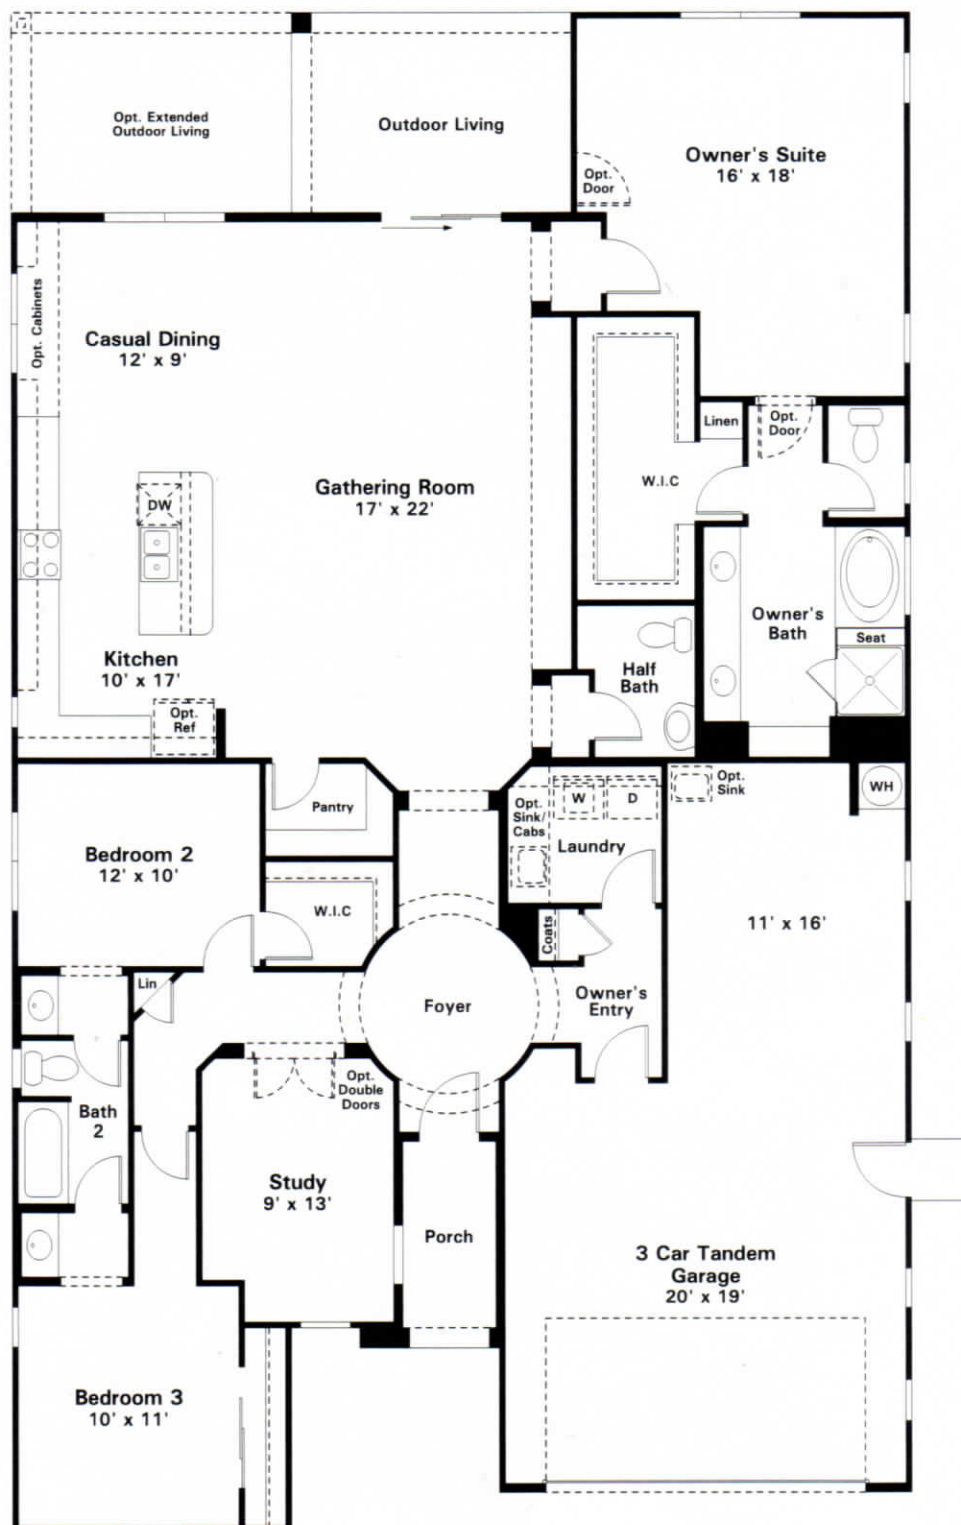 Opt. Extended
Outdoor Living
Outdoor Living
Owner's Suite
16' x 18'
Opt.
Door
Opt. Cabinets
Casual Dining
12' x 9'
Linen
Opt.
Door
W.I.C
Gathering Room
17' x 22'
DW
Owner's
Bath
Seat
Kitchen
10' x 17'
Half
Bath
Opt.
Ref
Pantry
Opt.
Sink/
Cabs
W
D
Laundry
Opt.
Sink
WH
Bedroom 2
12' x 10'
W.I.C
Coats
11' x 16'
Lin
Foyer
Owner's
Entry
Opt.
Double
Doors
Bath
2
Study
9' x 13'
Porch
3 Car Tandem
Garage
20' x 19'
Bedroom 3
10' x 11'